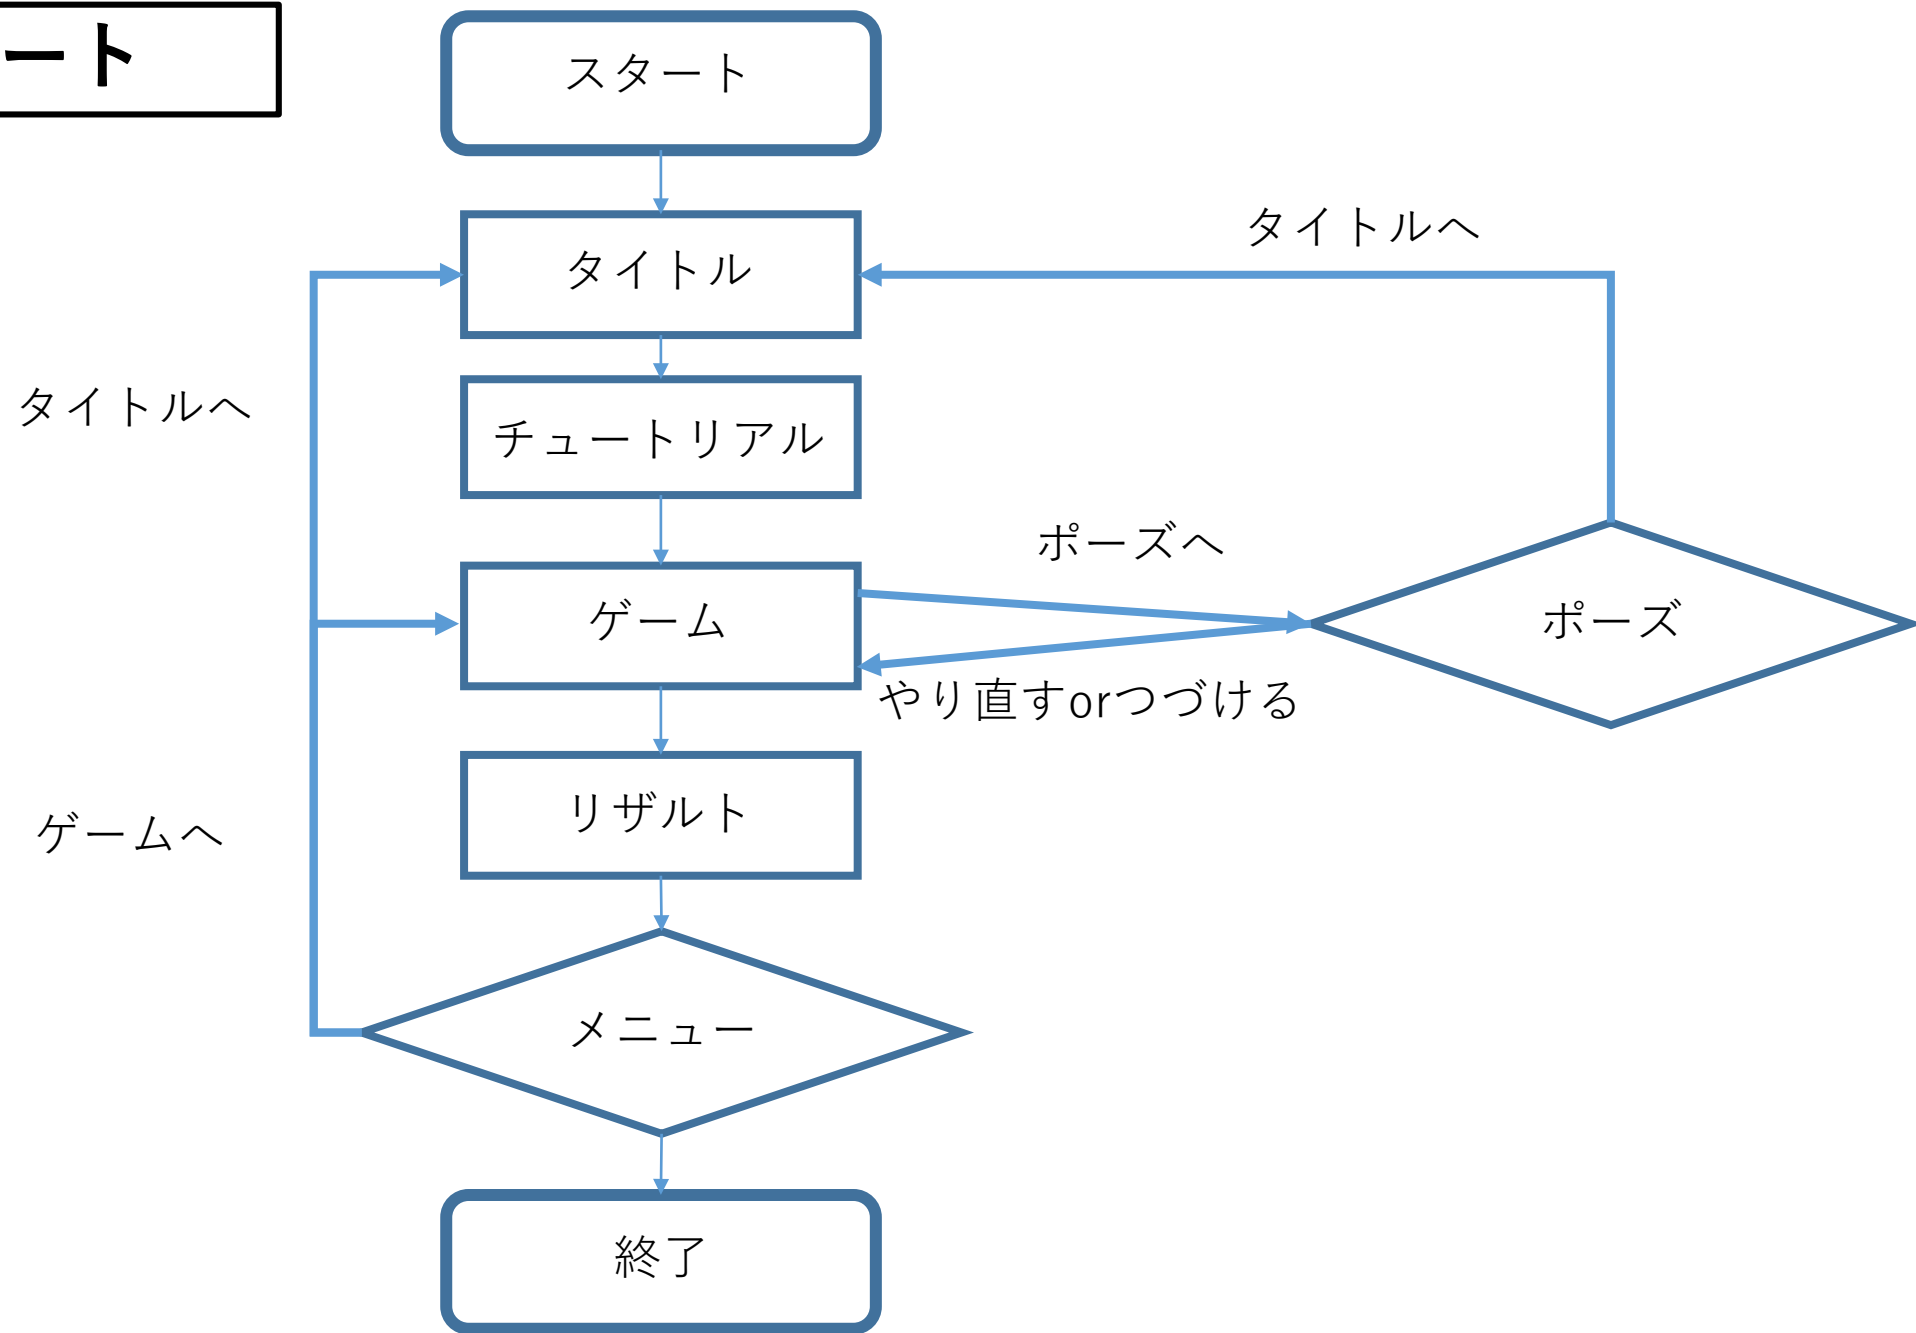 ート
スタート
タイトルへ
タイトル
タイトルへ
チュートリアル
ポーズへ
ゲーム
ポーズ
やり直すorつづける
リザルト
ゲームへ
メニュー
終了